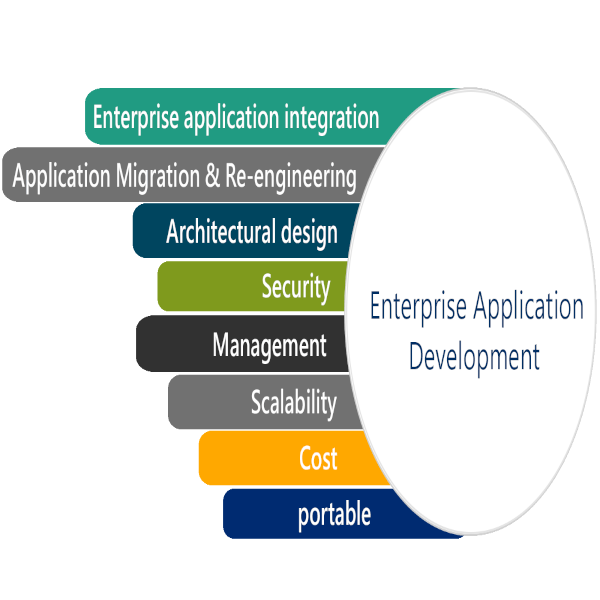 Enterprise application integration
Application Migration & Re-engineering
Architectural design
Security
Management
Scalability
Cost
portable
Enterprise Application
Development